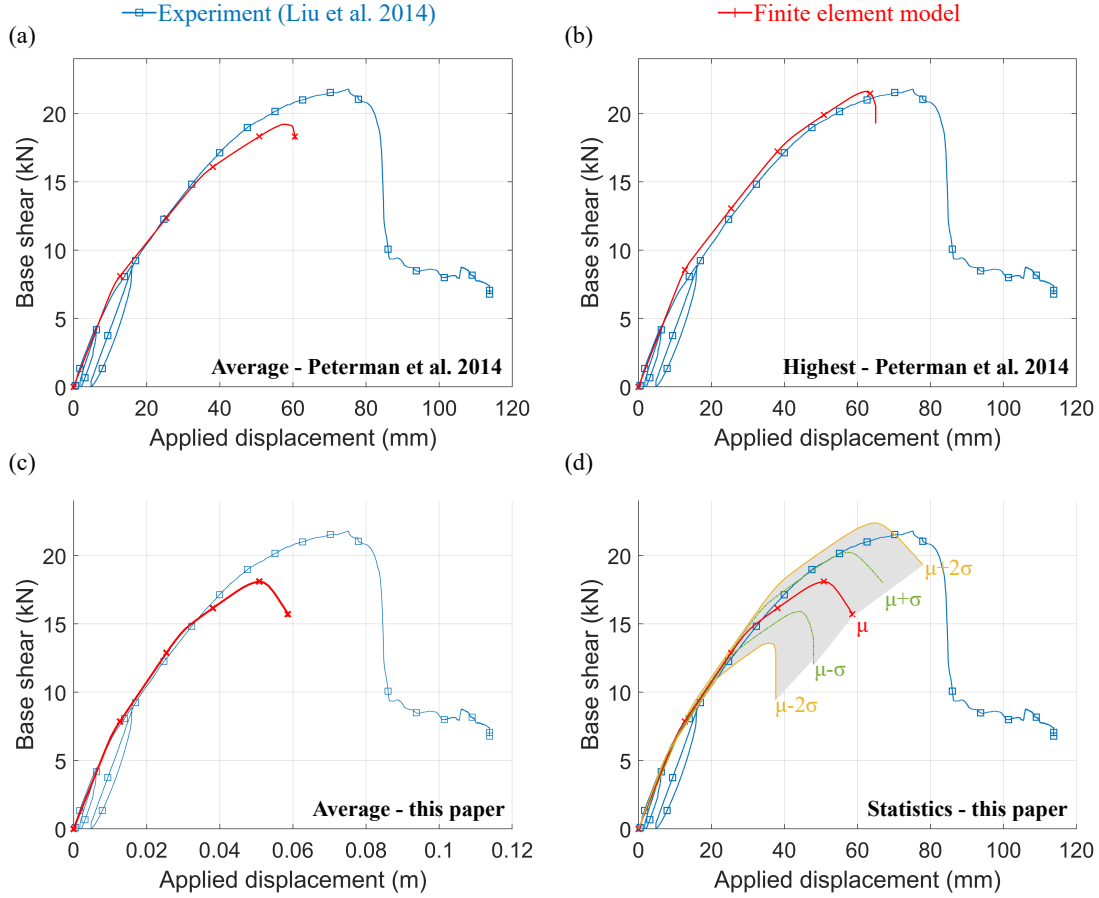 Experiment (Liu et al. 2014)
Finite element model
(a)
Base shear (kN)
20
15
10
5
0
0 20 40 60 80 100 120
Average - Peterman et al. 2014
Applied displacement (mm)
(b)
Base shear (kN)
20
15
10
5
0
0 20 40 60 80 100 120
Highest - Peterman et al. 2014
Applied displacement (mm)
(c)
Base shear (kN)
20
15
10
5
0
0 0.02 0.04 0.06 0.08 0.1 0.12
Average - this paper
Applied displacement (m)
(d)
Base shear (kN)
20
15
10
5
0
0 20 40 60 80 100 120
μ+2σ
μ+σ
μ
μ-σ
μ-2σ
Statistics - this paper
Applied displacement (mm)